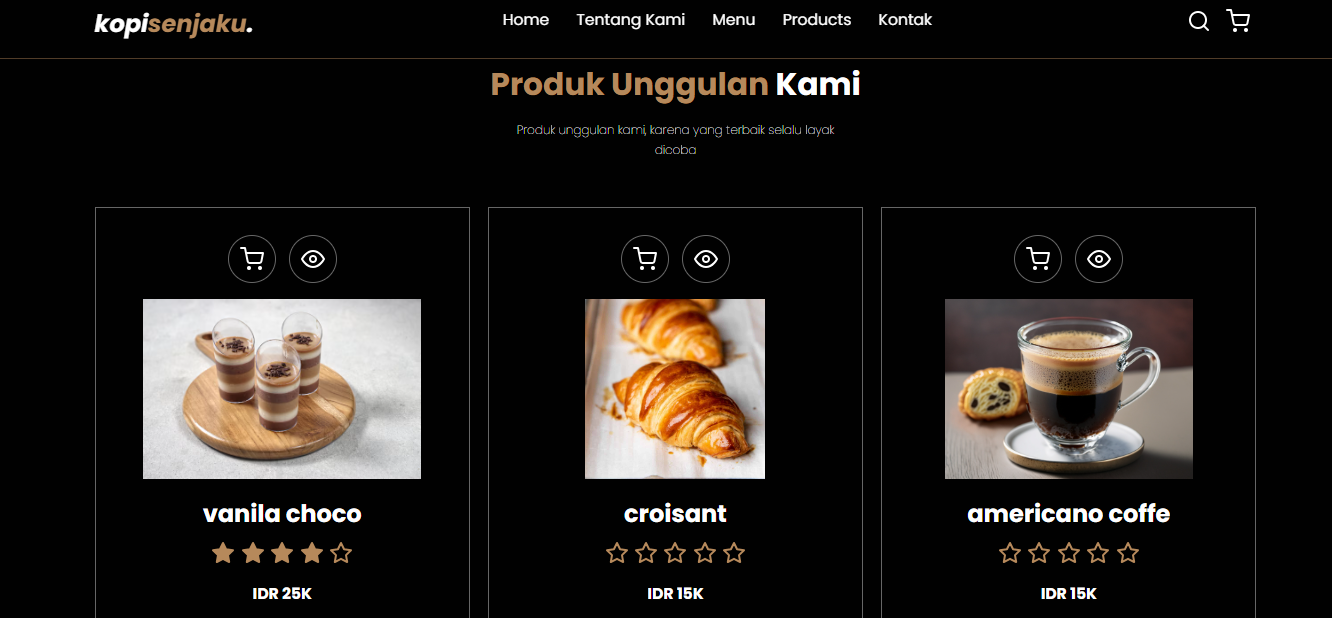 kopisenjaku.
Home Tentang Kami Menu Products Kontak
Produk Unggulan Kami
Produk unggulan kami, karena yang terbaik selalu layak
dicoba
vanila choco
croisant
americano coffe
IDR 25K
IDR 15K
IDR 15K